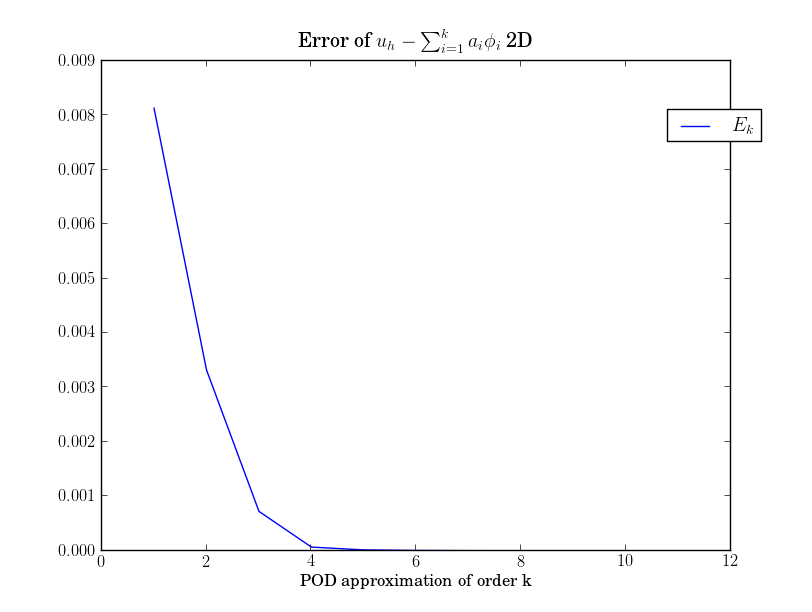 Error of $u_h - \sum_{i=1}^{k} a_i \phi_i$ 2D
0.009
0.008
0.007
0.006
0.005
0.004
0.003
0.002
0.001
0.000
$E_k$
0 2 4 6 8 10 12
POD approximation of order k